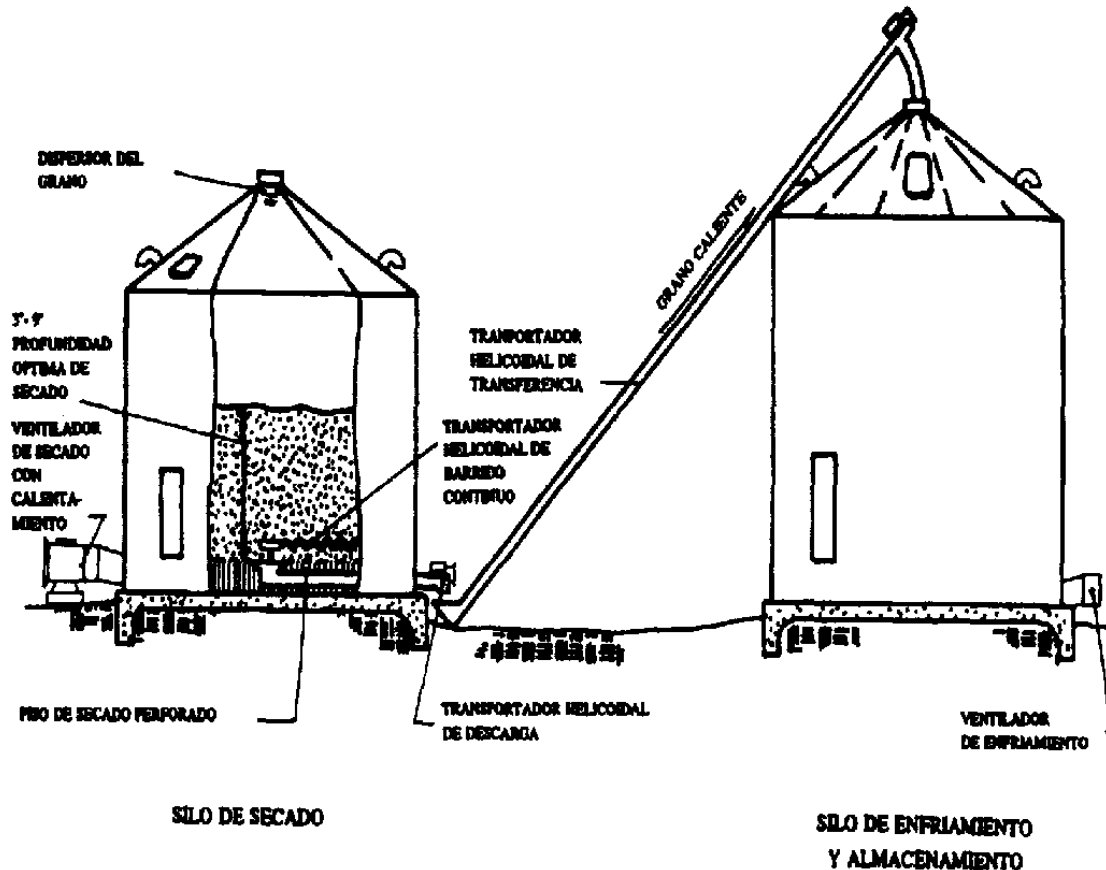 DISPERSOR DEL
GRANO
3'-9'
PROFUNDIDAD
OPTIMA DE
SECADO
VENTILADOR
DE SECADO
CON
CALENTA-
MIENTO
GRANO CALIENTE
TRANPORTADOR
HELICOIDAL DE
TRANSFERENCIA
TRANSPORTADOR
HELICOIDAL DE
BARRIDO
CONTINUO
PISO DE SECADO PERFORADO
TRANSPORTADOR HELICOIDAL
DE DESCARGA
VENTILADOR
DE ENFRIAMIENTO
SILO DE SECADO
SILO DE ENFRIAMIENTO
Y ALMACENAMIENTO